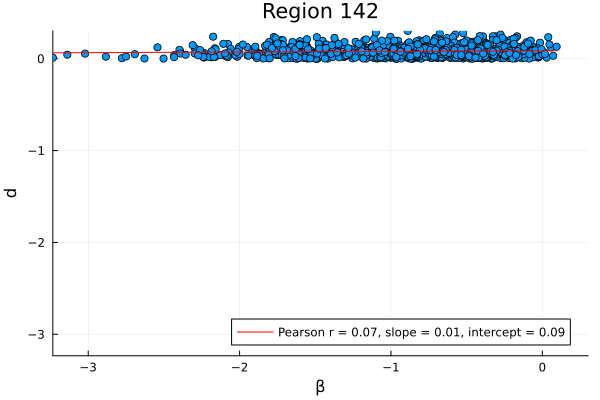 Region 142
0
−1
−2
−3
d
Pearson r = 0.07, slope = 0.01, intercept = 0.09
−3
−2
−1
0
β